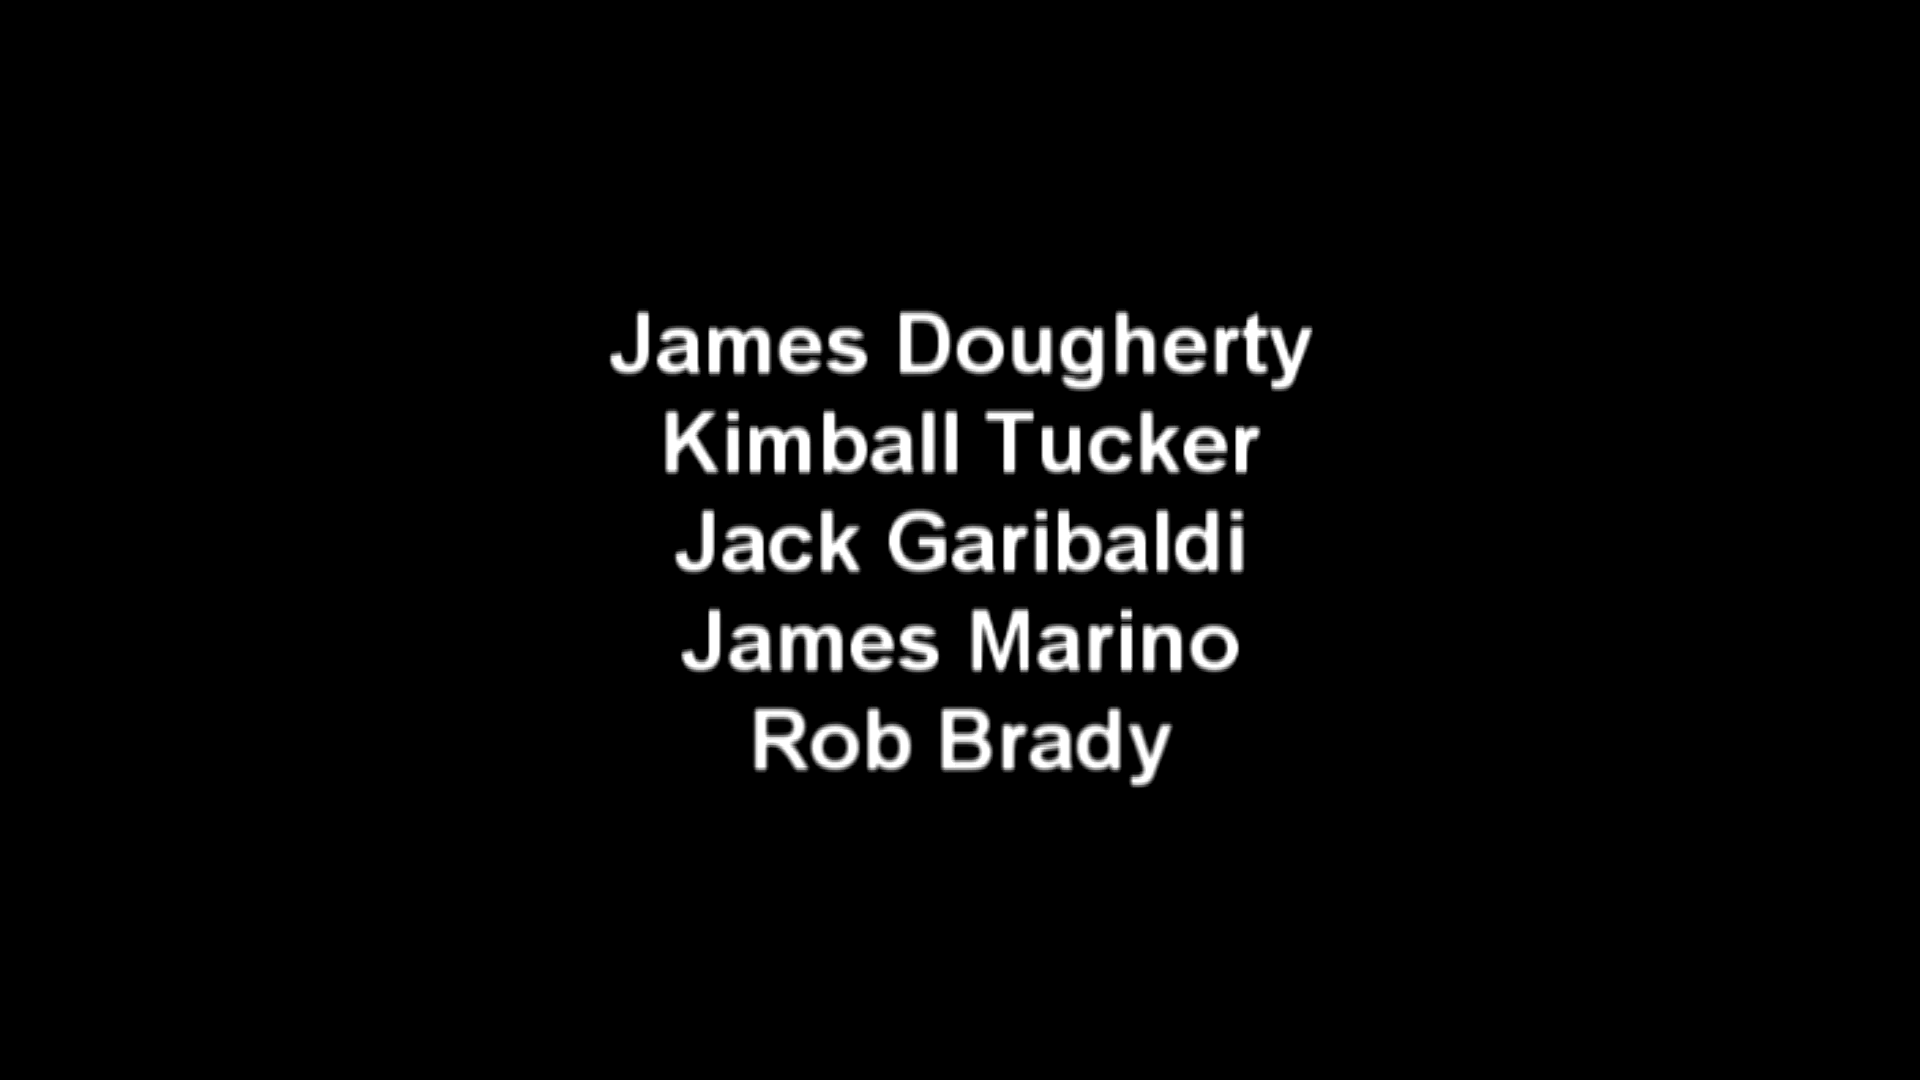 James Dougherty
Kimball Tucker
Jack Garibaldi
James Marino
Rob Brady